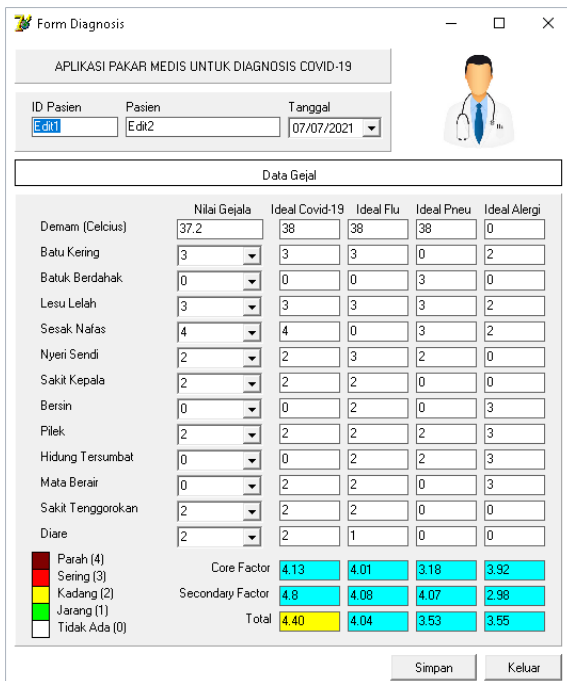 Form Diagnosis
APLIKASI PAKAR MEDIS UNTUK DIAGNOSIS COVID-19
ID Pasien Pasien Tanggal
Edit1 Edit2 07/07/2021
Data Gejal
Nilai Gejala Ideal Covid-19 Ideal Flu Ideal Pneu Ideal Alergi
Demam (Celcius) 37.2 38 38 38 0
Batu Kering 3 3 3 0 2
Batuk Berdahak 0 0 0 3 0
Lesu Lelah 3 3 3 3 2
Sesak Nafas 4 4 0 3 2
Nyeri Sendi 2 2 3 2 0
Sakit Kepala 2 2 2 0 0
Bersin 0 0 2 0 3
Pilek 2 2 2 2 3
Hidung Tersumbat 0 0 2 2 3
Mata Berair 0 2 2 0 3
Sakit Tenggorokan 2 2 2 0 0
Diare 2 2 1 0 0
Parah (4)
Sering (3)
Kadang (2)
Jarang (1)
Tidak Ada (0)
Core Factor 4.13 4.01 3.18 3.92
Secondary Factor 4.8 4.08 4.07 2.98
Total 4.40 4.04 3.53 3.55
Simpan Keluar